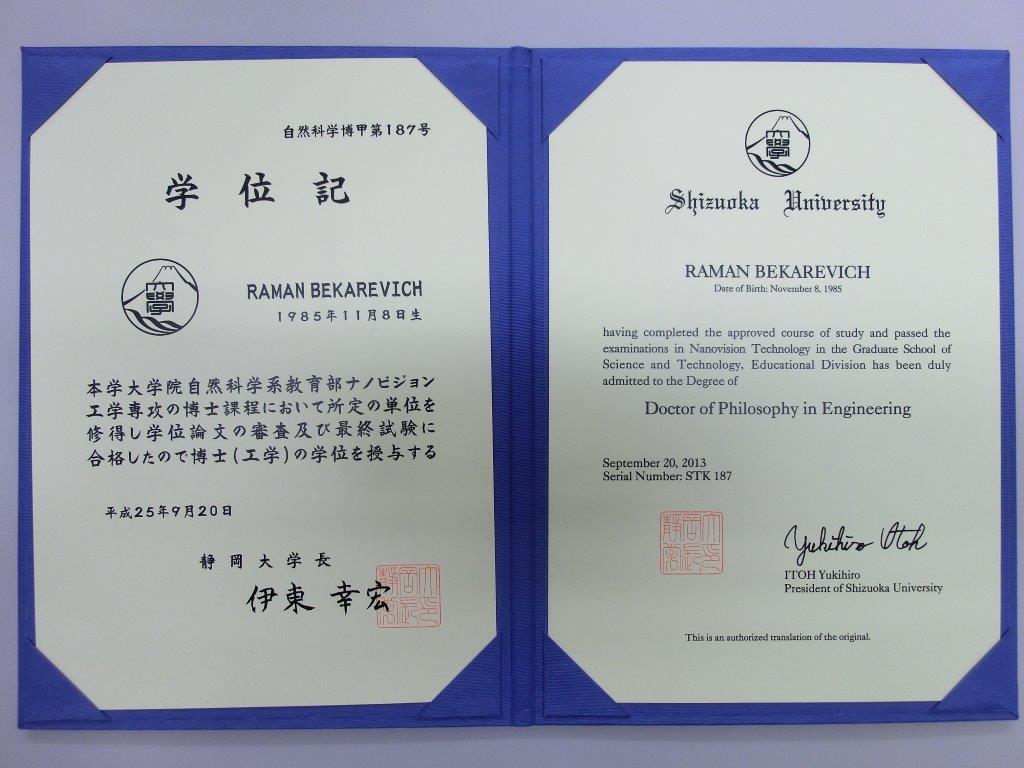 自然科学博甲第187号
学位記
大學
RAMAN BEKAREVICH
1985年11月8日生
本学大学院自然科学系教育部ナノビジョン
工学専攻の博士課程において所定の単位を
修得し学位論文の審査及び最終試験に
合格したので博士(工学)の学位を授与する
平成25年9月20日
静岡大学長
伊東幸宏
大學
Shizuoka University
RAMAN BEKAREVICH
Date of Birth: November 8, 1985
having completed the approved course of study and passed the
examinations in Nanovision Technology in the Graduate School of
Science and Technology, Educational Division has been duly
admitted to the Degree of
Doctor of Philosophy in Engineering
September 20, 2013
Serial Number: STK 187
Yukihiro Itoh
ITOH Yukihiro
President of Shizuoka University
This is an authorized translation of the original.